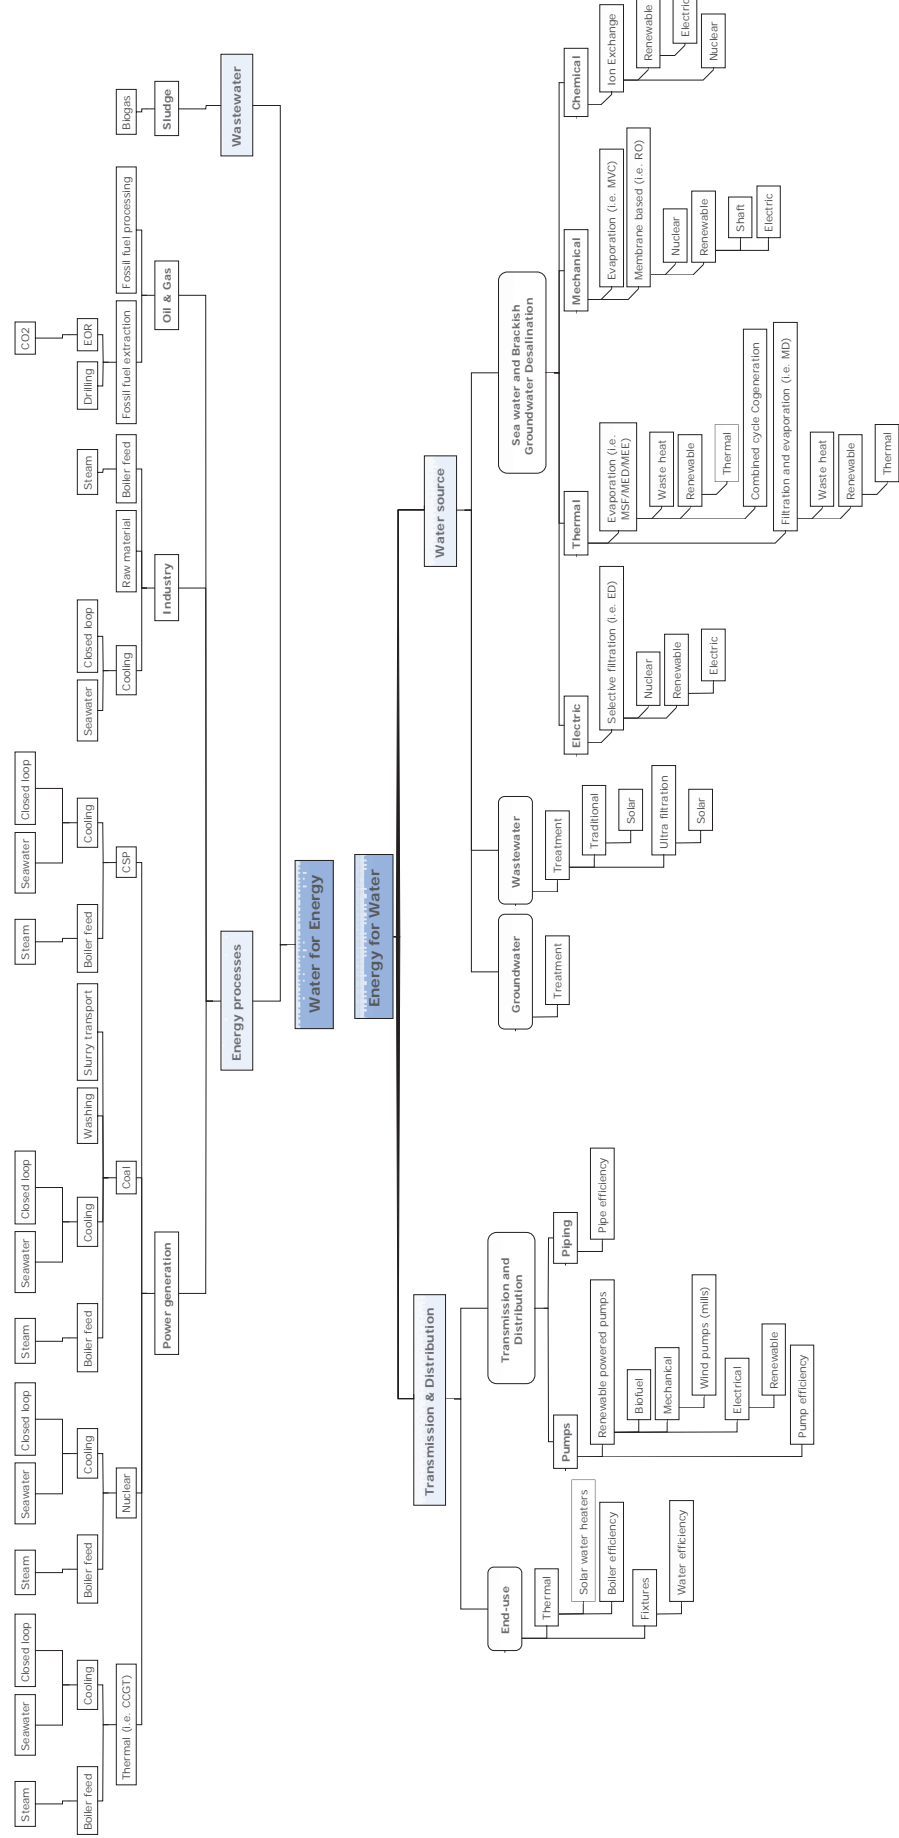 Steam
Seawater
Closed loop
Steam
Seawater
Closed loop
Steam
Seawater
Closed loop
Steam
Seawater
Closed loop
CO2
Boiler feed
Cooling
Boiler feed
Cooling
Boiler feed
Cooling
Washing
Slurry transport
Boiler feed
Cooling
Seawater
Closed loop
Steam
Drilling
EOR
Thermal (i.e. CCGT)
Nuclear
Coal
CSP
Cooling
Raw material
Boiler feed
Fossil fuel extraction
Fossil fuel processing
Biogas
Power generation
Industry
Oil & Gas
Sludge
Energy processes
Wastewater
Water for Energy
Energy for Water
Transmission & Distribution
Water source
End-use
Thermal
Solar water heaters
Boiler efficiency
Fixtures
Water efficiency
Transmission and
Distribution
Pumps
Renewable powered pumps
Biofuel
Mechanical
Wind pumps (mills)
Electrical
Renewable
Pump efficiency
Piping
Pipe efficiency
Groundwater
Treatment
Wastewater
Treatment
Traditional
Solar
Ultra filtration
Solar
Sea water and Brackish
Groundwater Desalination
Electric
Selective filtration (i.e. ED)
Nuclear
Renewable
Electric
Thermal
Evaporation (i.e.
MSF/MED/MEE)
Waste heat
Renewable
Thermal
Combined cycle Cogeneration
Filtration and evaporation (i.e. MD)
Waste heat
Renewable
Thermal
Mechanical
Evaporation (i.e. MVC)
Membrane based (i.e. RO)
Nuclear
Renewable
Shaft
Electric
Chemical
Ion Exchange
Renewable
Electric
Nuclear